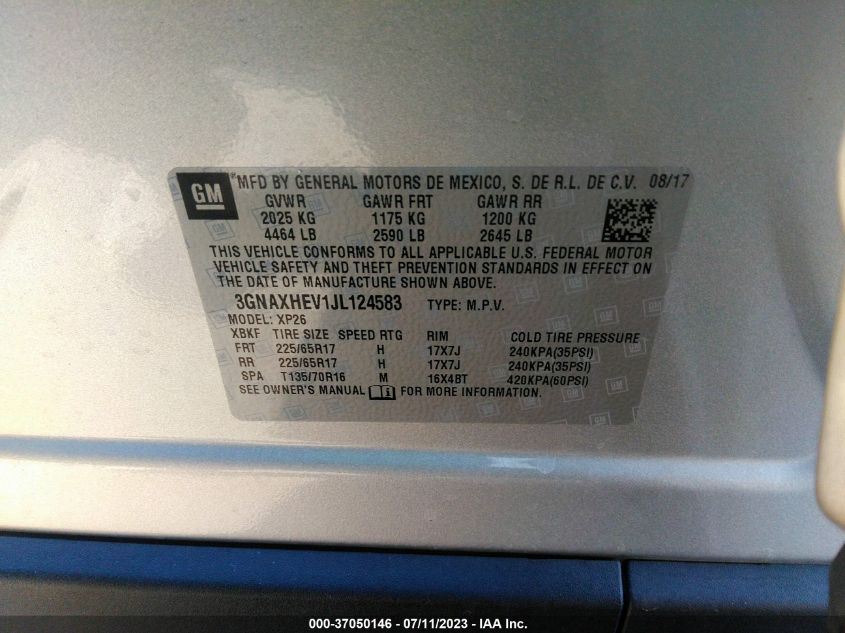 GM ® MFD BY GENERAL MOTORS DE MEXICO, S. DE R.L. DE C.V. 08/17
GVWR GAWR FRT GAWR RR
2025 KG 1175 KG 1200 KG
4464 LB 2590 LB 2645 LB
THIS VEHICLE CONFORMS TO ALL APPLICABLE U.S. FEDERAL MOTOR
VEHICLE SAFETY AND THEFT PREVENTION STANDARDS IN EFFECT ON
THE DATE OF MANUFACTURE SHOWN ABOVE.
3GNAXHEV1JL124583 TYPE: M.P.V.
MODEL: XP26
XBKF TIRE SIZE SPEED RTG RIM COLD TIRE PRESSURE
FRT 225/65R17 H 17X7J 240KPA(35PSI)
RR 225/65R17 H 17X7J 240KPA(35PSI)
SPA T135/70R16 M 16X4BT 420KPA(60PSI)
SEE OWNER'S MANUAL FOR MORE INFORMATION.
000-37050146 - 07/11/2023 - IAA Inc.